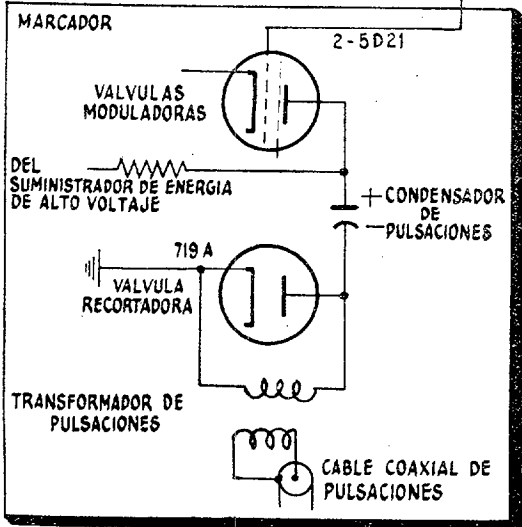 MARCADOR
2-5D21
VALVULAS
MODULADORAS
DEL
SUMINISTRADOR DE ENERGIA
DE ALTO VOLTAJE
+ CONDENSADOR
DE
- PULSACIONES
719 A
VALVULA
RECORTADORA
TRANSFORMADOR DE
PULSACIONES
CABLE COAXIAL DE
PULSACIONES